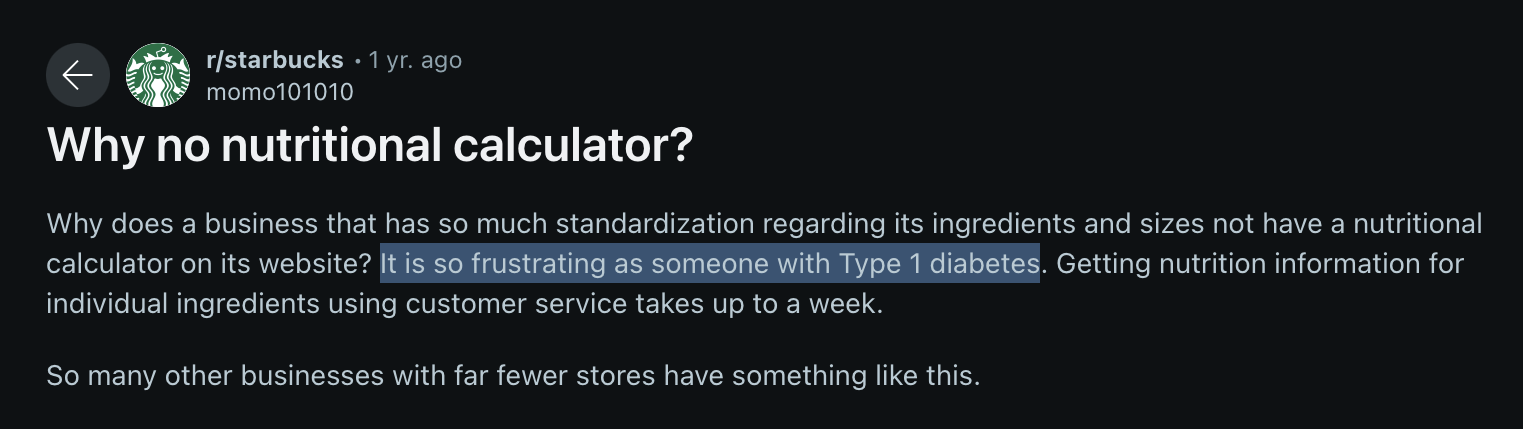 r/starbucks • 1 yr. ago
momo101010
Why no nutritional calculator?
Why does a business that has so much standardization regarding its ingredients and sizes not have a nutritional
calculator on its website? It is so frustrating as someone with Type 1 diabetes. Getting nutrition information for
individual ingredients using customer service takes up to a week.
So many other businesses with far fewer stores have something like this.